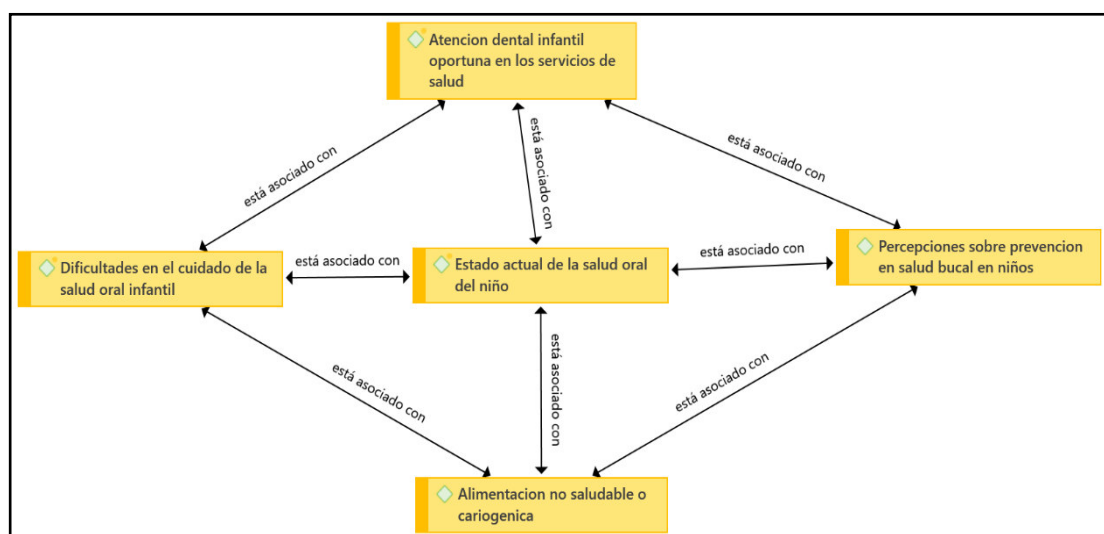 Atencion dental infantil
oportuna en los servicios de
salud
está asociado con
está asociado con
está asociado con
Dificultades en el cuidado de la
salud oral infantil
está asociado con
Estado actual de la salud oral
del niño
está asociado con
Percepciones sobre prevencion
en salud bucal en niños
está asociado con
está asociado con
está asociado con
Alimentacion no saludable o
cariogenica